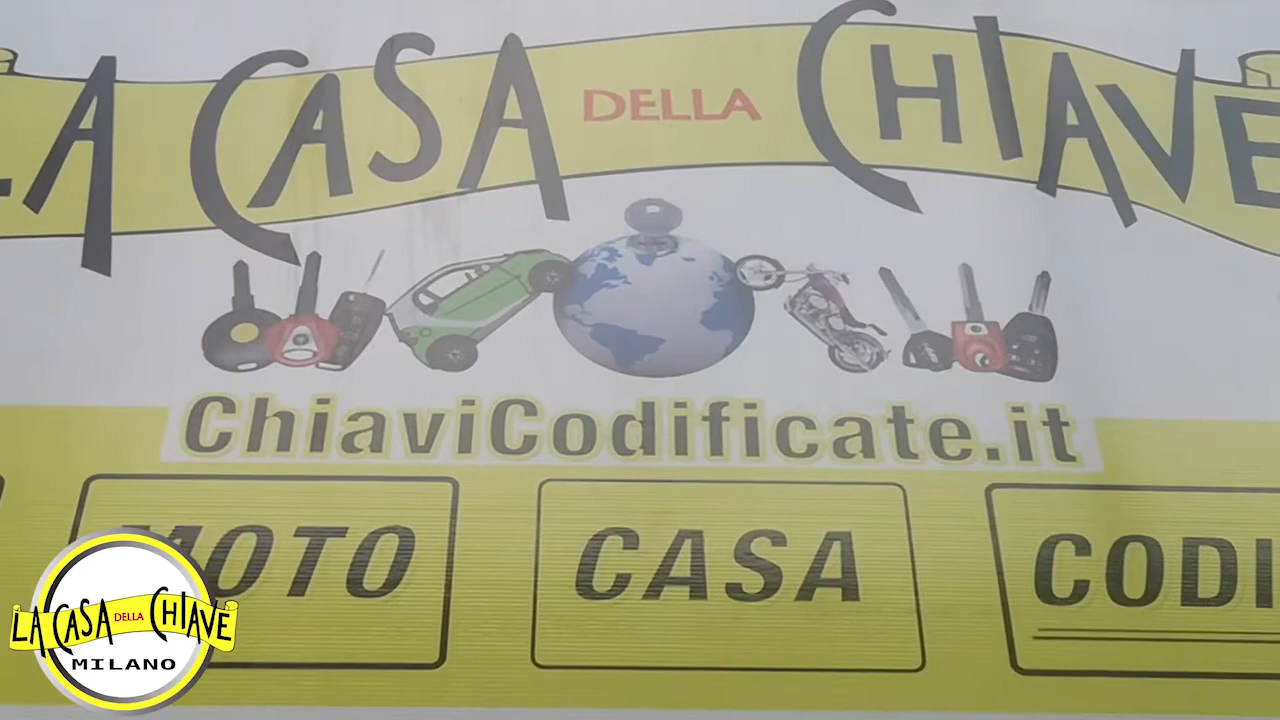 LA CASA DELLA CHIAVE
ChiaviCodificate.it
MOTO
CASA
CODI
LA CASA DELLA CHIAVE
MILANO